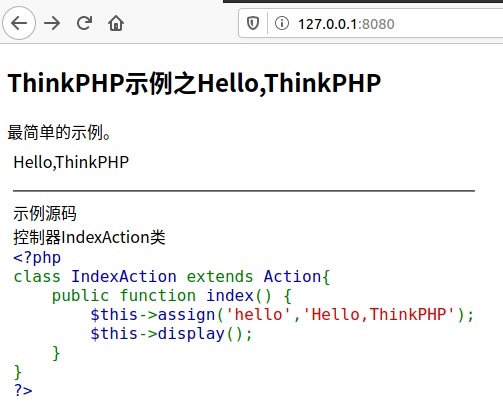 127.0.0.1:8080
ThinkPHP示例之Hello,ThinkPHP
最简单的示例。
Hello,ThinkPHP
示例源码
控制器IndexAction类
<?php
class IndexAction extends Action{
    public function index() {
        $this->assign('hello','Hello,ThinkPHP');
        $this->display();
    }
}
?>